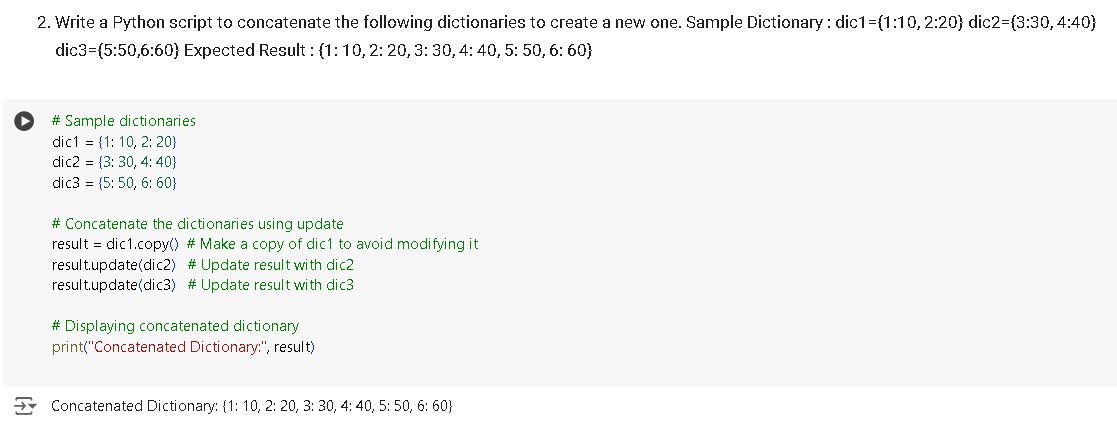 2. Write a Python script to concatenate the following dictionaries to create a new one. Sample Dictionary : dic1={1:10, 2:20} dic2={3:30, 4:40}
dic3={5:50,6:60} Expected Result : {1: 10, 2: 20, 3: 30, 4: 40, 5: 50, 6: 60}
# Sample dictionaries
dic1 = {1: 10, 2: 20}
dic2 = {3: 30, 4: 40}
dic3 = {5: 50, 6: 60}
# Concatenate the dictionaries using update
result = dic1.copy()  # Make a copy of dic1 to avoid modifying it
result.update(dic2)  # Update result with dic2
result.update(dic3)  # Update result with dic3
# Displaying concatenated dictionary
print("Concatenated Dictionary:", result)
Concatenated Dictionary: {1: 10, 2: 20, 3: 30, 4: 40, 5: 50, 6: 60}